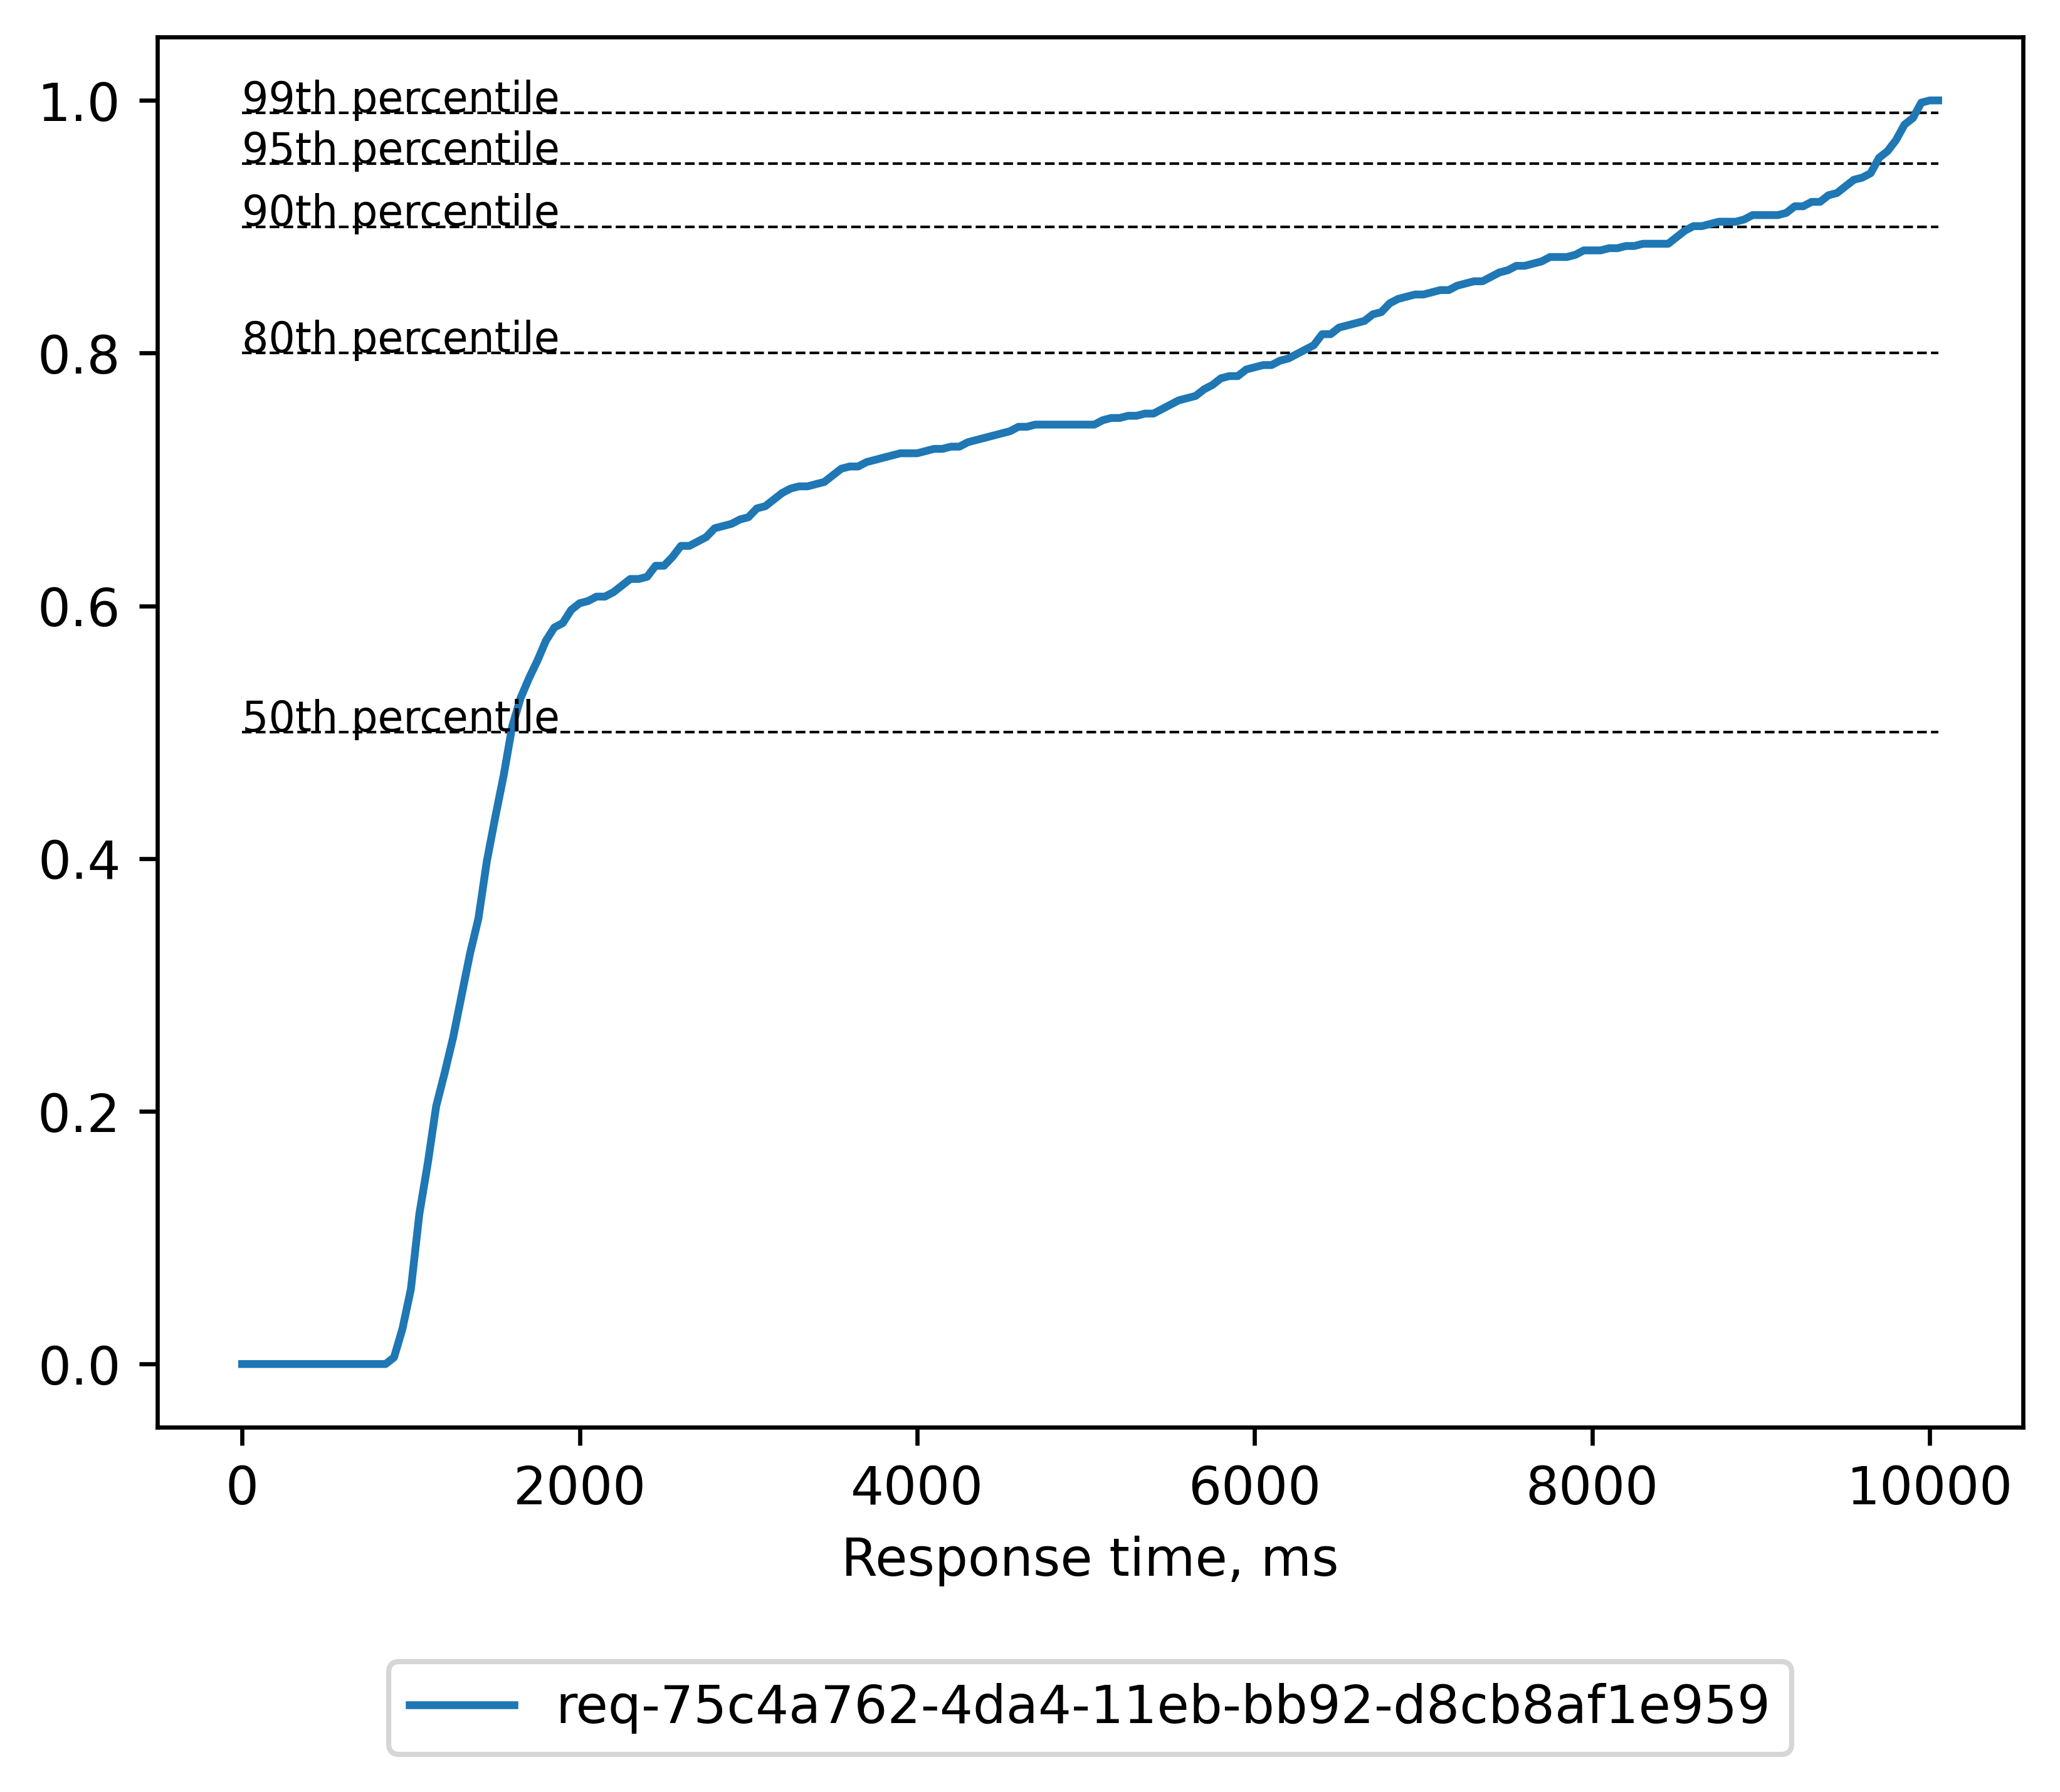 1.0
99th percentile
95th percentile
90th percentile
0.8
80th percentile
0.6
50th percentile
0.4
0.2
0.0
0 2000 4000 6000 8000 10000
Response time, ms
req-75c4a762-4da4-11eb-bb92-d8cb8af1e959